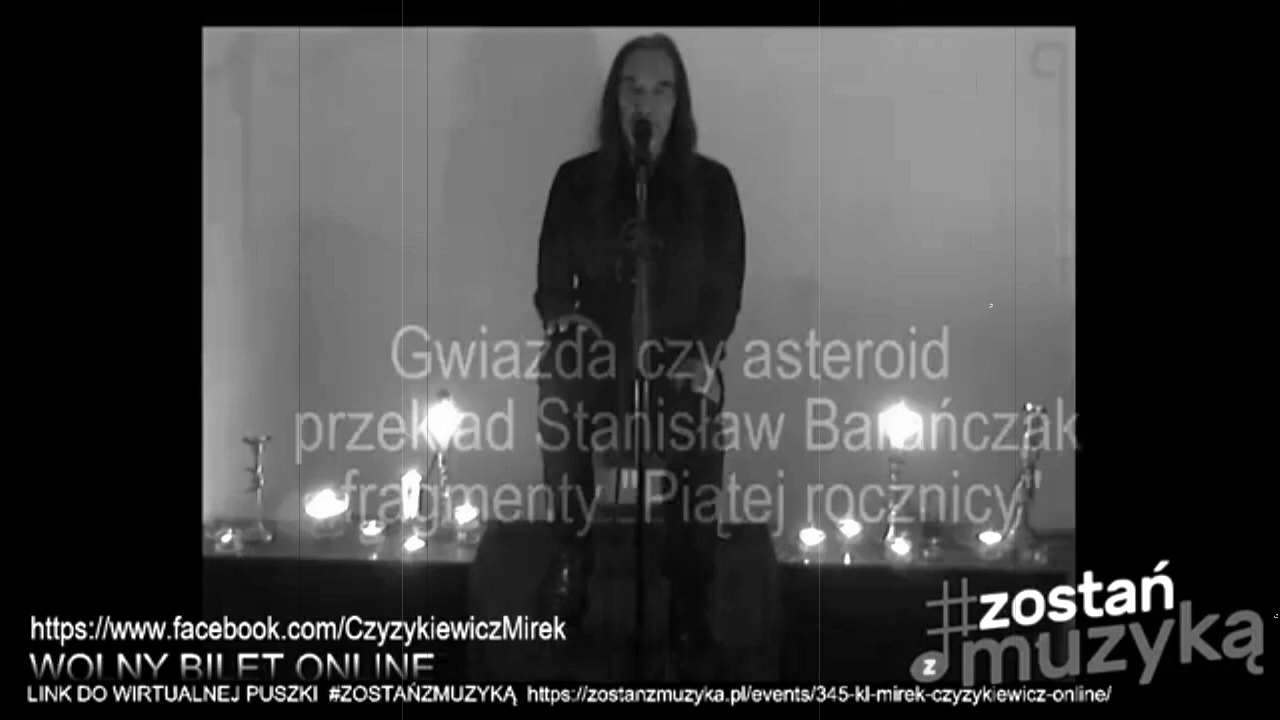 Gwiazda czy asteroid
przekład Stanisław Barańczak
fragmenty "Piątej rocznicy"
#zostań
z muzyką
https://www.facebook.com/CzyzykiewiczMirek
WOLNY BILET ONLINE
LINK DO WIRTUALNEJ PUSZKI #ZOSTAŃZMUZYKĄ https://zostanzmuzyka.pl/events/345-kl-mirek-czyzykiewicz-online/